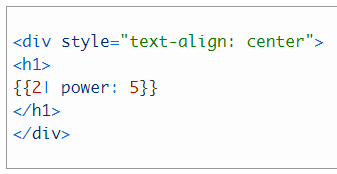 <div style="text-align: center">
<h1>
{{2| power: 5}}
</h1>
</div>